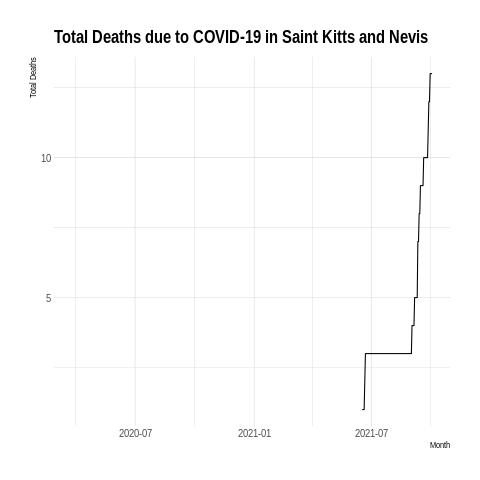 Total Deaths due to COVID-19 in Saint Kitts and Nevis
Total Deaths
10
5
2020-07
2021-01
2021-07
Month